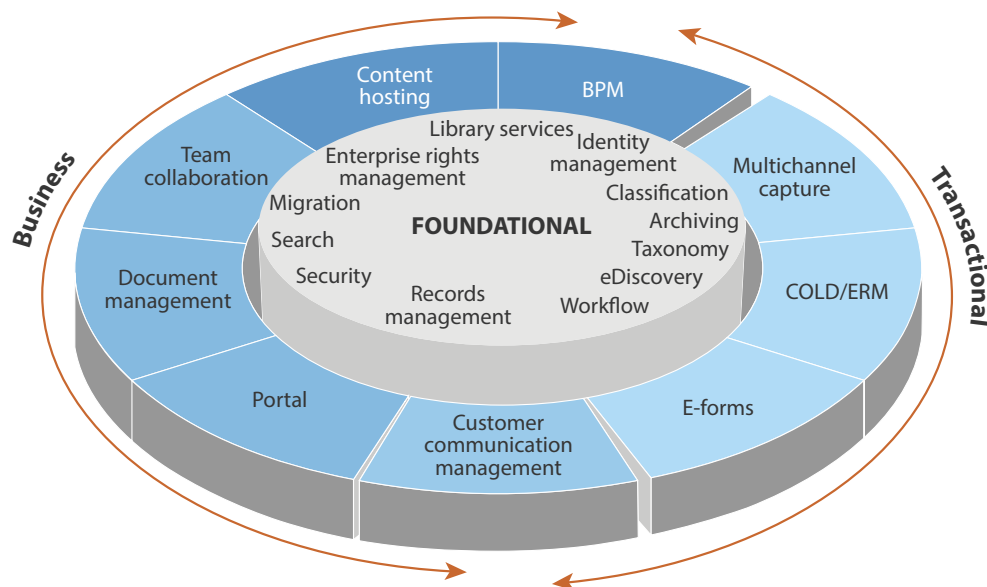 Content
hosting
BPM
Team
collaboration
Multichannel
capture
Business
Transactional
Library services
Identity
management
Enterprise rights
management
Classification
Migration
Archiving
FOUNDATIONAL
Search
Taxonomy
Security
eDiscovery
Records
management
Workflow
Document
management
COLD/ERM
Portal
E-forms
Customer
communication
management